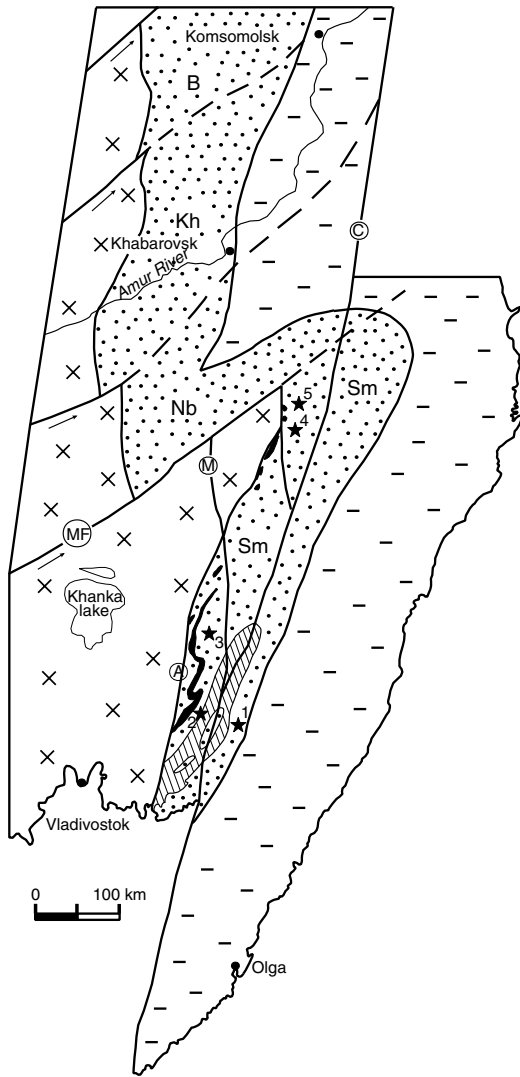 Komsomolsk
B
Kh
Khabarovsk
Amur River
C
Nb
Sm
5
4
M
MF
Sm
Khanka
lake
3
A
2
1
Vladivostok
0 100 km
Olga